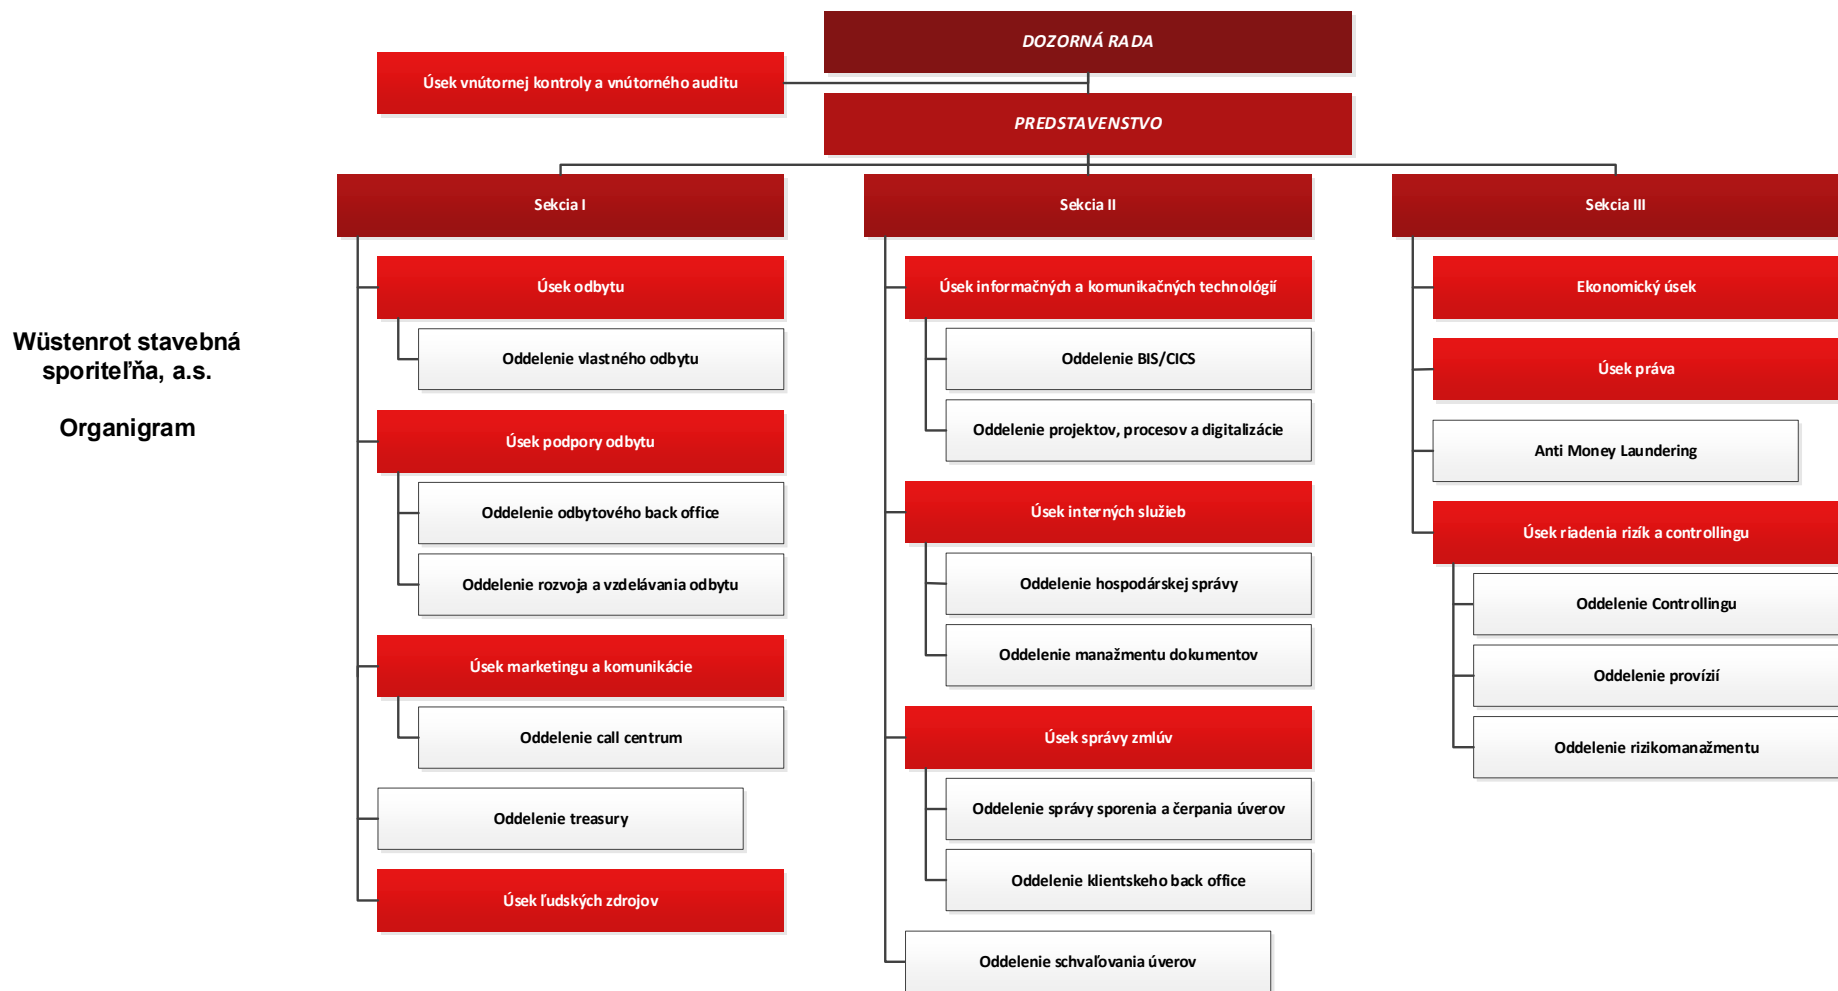 DOZORNÁ RADA
Úsek vnútornej kontroly a vnútorného auditu
PREDSTAVENSTVO
Sekcia I
Sekcia II
Sekcia III
Wüstenrot stavebná
sporiteľňa, a.s.
Organigram
Úsek odbytu
Oddelenie vlastného odbytu
Úsek podpory odbytu
Oddelenie odbytového back office
Oddelenie rozvoja a vzdelávania odbytu
Úsek marketingu a komunikácie
Oddelenie call centrum
Oddelenie treasury
Úsek ľudských zdrojov
Úsek informačných a komunikačných technológií
Oddelenie BIS/CICS
Oddelenie projektov, procesov a digitalizácie
Úsek interných služieb
Oddelenie hospodárskej správy
Oddelenie manažmentu dokumentov
Úsek správy zmlúv
Oddelenie správy sporenia a čerpania úverov
Oddelenie klientskeho back office
Oddelenie schvaľovania úverov
Ekonomický úsek
Úsek práva
Anti Money Laundering
Úsek riadenia rizík a controllingu
Oddelenie Controllingu
Oddelenie provízií
Oddelenie rizikomanažmentu